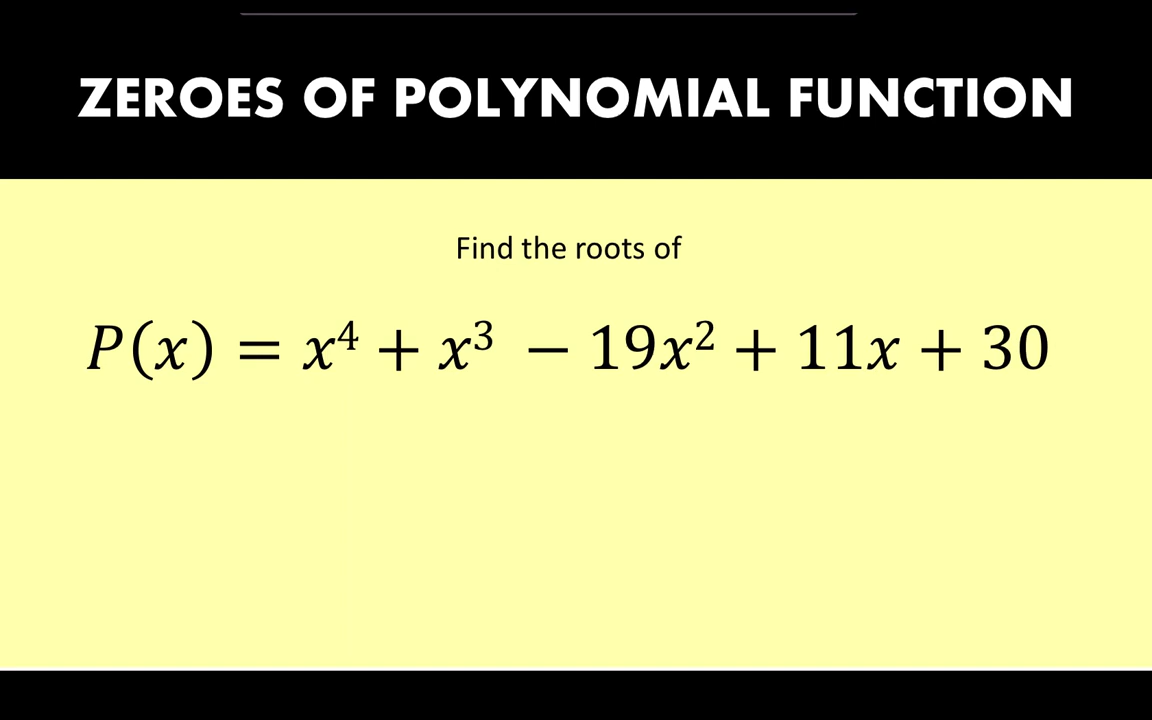 ZEROES OF POLYNOMIAL FUNCTION
Find the roots of
P(x) = x⁴ + x³ − 19x² + 11x + 30